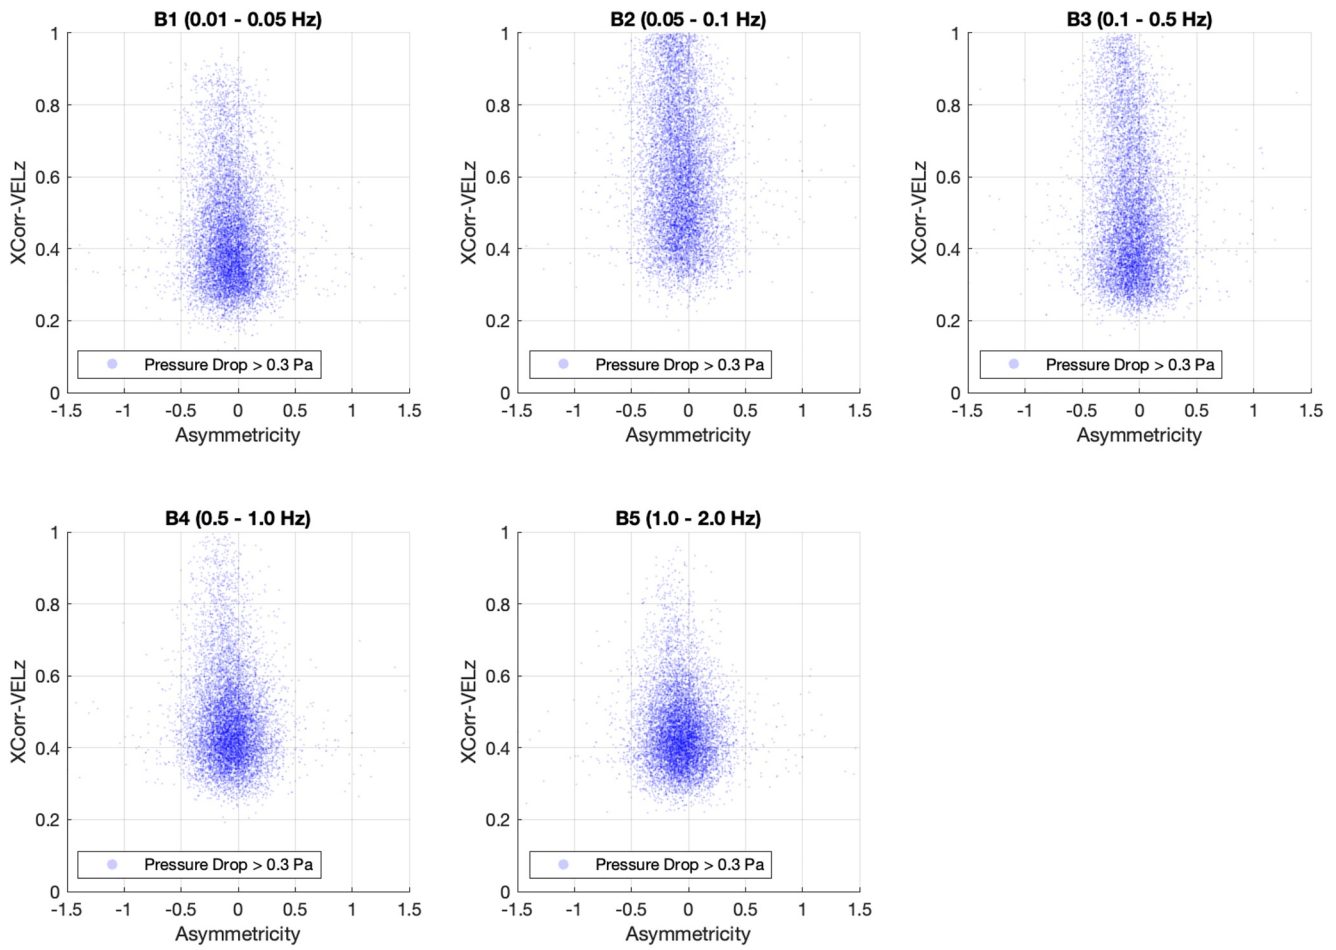 B1 (0.01 - 0.05 Hz)
B2 (0.05 - 0.1 Hz)
B3 (0.1 - 0.5 Hz)
1
0.8
0.6
0.4
0.2
0
XCorr-VELz
Pressure Drop > 0.3 Pa
-1.5 -1 -0.5 0 0.5 1 1.5
Asymmetricity
1
0.8
0.6
0.4
0.2
0
XCorr-VELz
Pressure Drop > 0.3 Pa
-1.5 -1 -0.5 0 0.5 1 1.5
Asymmetricity
1
0.8
0.6
0.4
0.2
0
XCorr-VELz
Pressure Drop > 0.3 Pa
-1.5 -1 -0.5 0 0.5 1 1.5
Asymmetricity
B4 (0.5 - 1.0 Hz)
B5 (1.0 - 2.0 Hz)
1
0.8
0.6
0.4
0.2
0
XCorr-VELz
Pressure Drop > 0.3 Pa
-1.5 -1 -0.5 0 0.5 1 1.5
Asymmetricity
1
0.8
0.6
0.4
0.2
0
XCorr-VELz
Pressure Drop > 0.3 Pa
-1.5 -1 -0.5 0 0.5 1 1.5
Asymmetricity